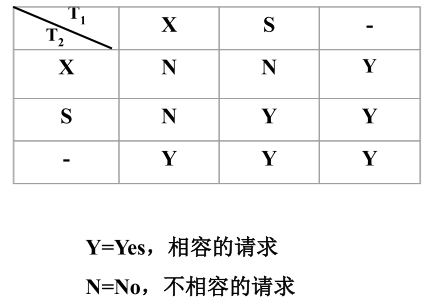 T1
T2
X S -
X N N Y
S N Y Y
- Y Y Y
Y=Yes，相容的请求
N=No，不相容的请求